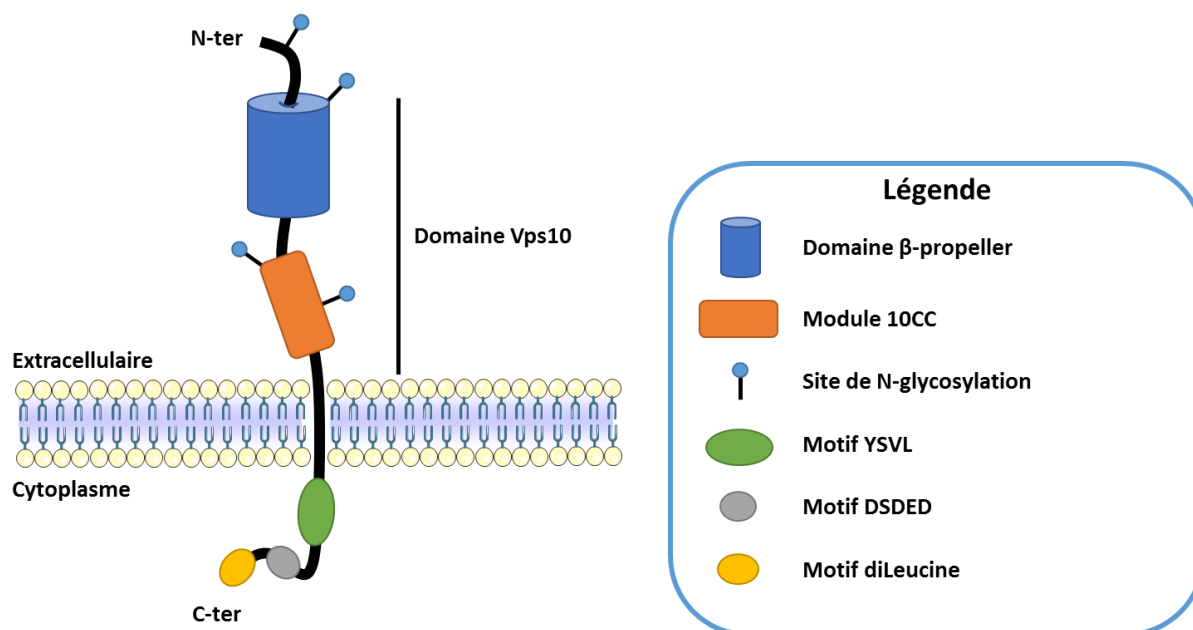 N-ter
Domaine Vps10
Extracellulaire
Cytoplasme
C-ter
Légende
Domaine β-propeller
Module 10CC
Site de N-glycosylation
Motif YSVL
Motif DSDED
Motif diLeucine